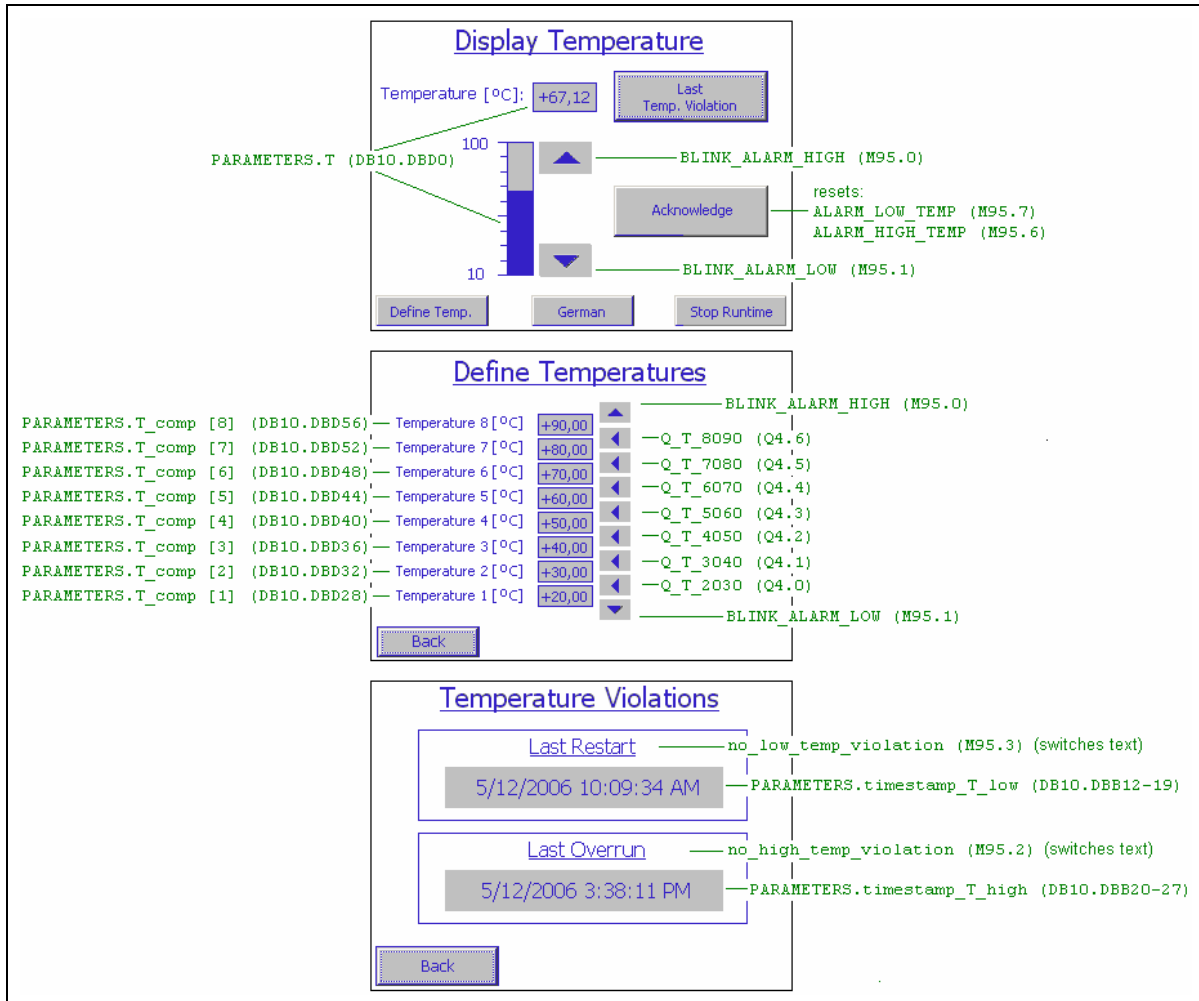 Display Temperature
Temperature [ºC]: +67,12 Last
Temp. Violation
100
PARAMETERS.T (DB10.DBD0)
BLINK_ALARM_HIGH (M95.0)
Acknowledge
resets:
ALARM_LOW_TEMP (M95.7)
ALARM_HIGH_TEMP (M95.6)
10
BLINK_ALARM_LOW (M95.1)
Define Temp. German Stop Runtime
Define Temperatures
BLINK_ALARM_HIGH (M95.0)
PARAMETERS.T_comp [8] (DB10.DBD56) Temperature 8 [ºC] +90,00
Q_T_8090 (Q4.6)
PARAMETERS.T_comp [7] (DB10.DBD52) Temperature 7 [ºC] +80,00
Q_T_7080 (Q4.5)
PARAMETERS.T_comp [6] (DB10.DBD48) Temperature 6 [ºC] +70,00
Q_T_6070 (Q4.4)
PARAMETERS.T_comp [5] (DB10.DBD44) Temperature 5 [ºC] +60,00
Q_T_5060 (Q4.3)
PARAMETERS.T_comp [4] (DB10.DBD40) Temperature 4 [ºC] +50,00
Q_T_4050 (Q4.2)
PARAMETERS.T_comp [3] (DB10.DBD36) Temperature 3 [ºC] +40,00
Q_T_3040 (Q4.1)
PARAMETERS.T_comp [2] (DB10.DBD32) Temperature 2 [ºC] +30,00
Q_T_2030 (Q4.0)
PARAMETERS.T_comp [1] (DB10.DBD28) Temperature 1 [ºC] +20,00
BLINK_ALARM_LOW (M95.1)
Back
Temperature Violations
Last Restart
no_low_temp_violation (M95.3) (switches text)
5/12/2006 10:09:34 AM
PARAMETERS.timestamp_T_low (DB10.DBB12-19)
Last Overrun
no_high_temp_violation (M95.2) (switches text)
5/12/2006 3:38:11 PM
PARAMETERS.timestamp_T_high (DB10.DBB20-27)
Back